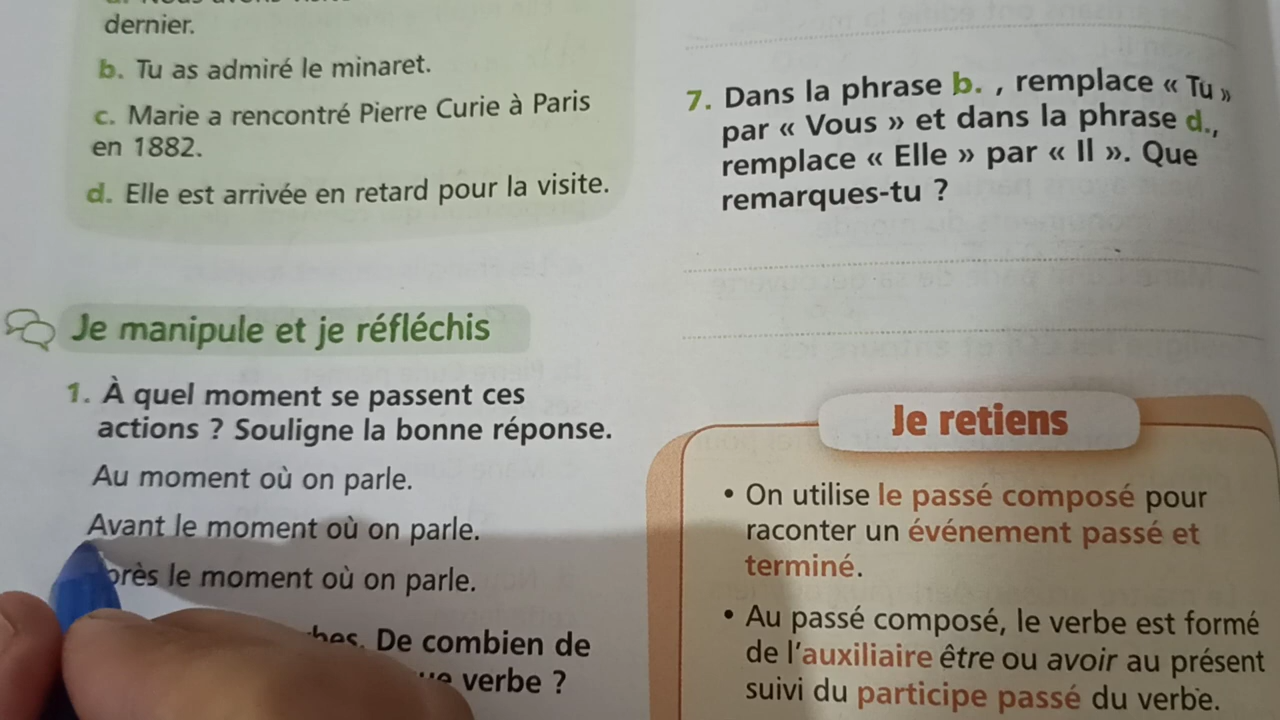 dernier.
b. Tu as admiré le minaret.
c. Marie a rencontré Pierre Curie à Paris
en 1882.
d. Elle est arrivée en retard pour la visite.
Je manipule et je réfléchis
1. À quel moment se passent ces
actions ? Souligne la bonne réponse.
Au moment où on parle.
Avant le moment où on parle.
près le moment où on parle.
De combien de
verbe ?
7. Dans la phrase b. , remplace « Tu »
par « Vous » et dans la phrase d.,
remplace « Elle » par « Il ». Que
remarques-tu ?
Je retiens
• On utilise le passé composé pour
raconter un événement passé et
terminé.
• Au passé composé, le verbe est formé
de l'auxiliaire être ou avoir au présent
suivi du participe passé du verbe.